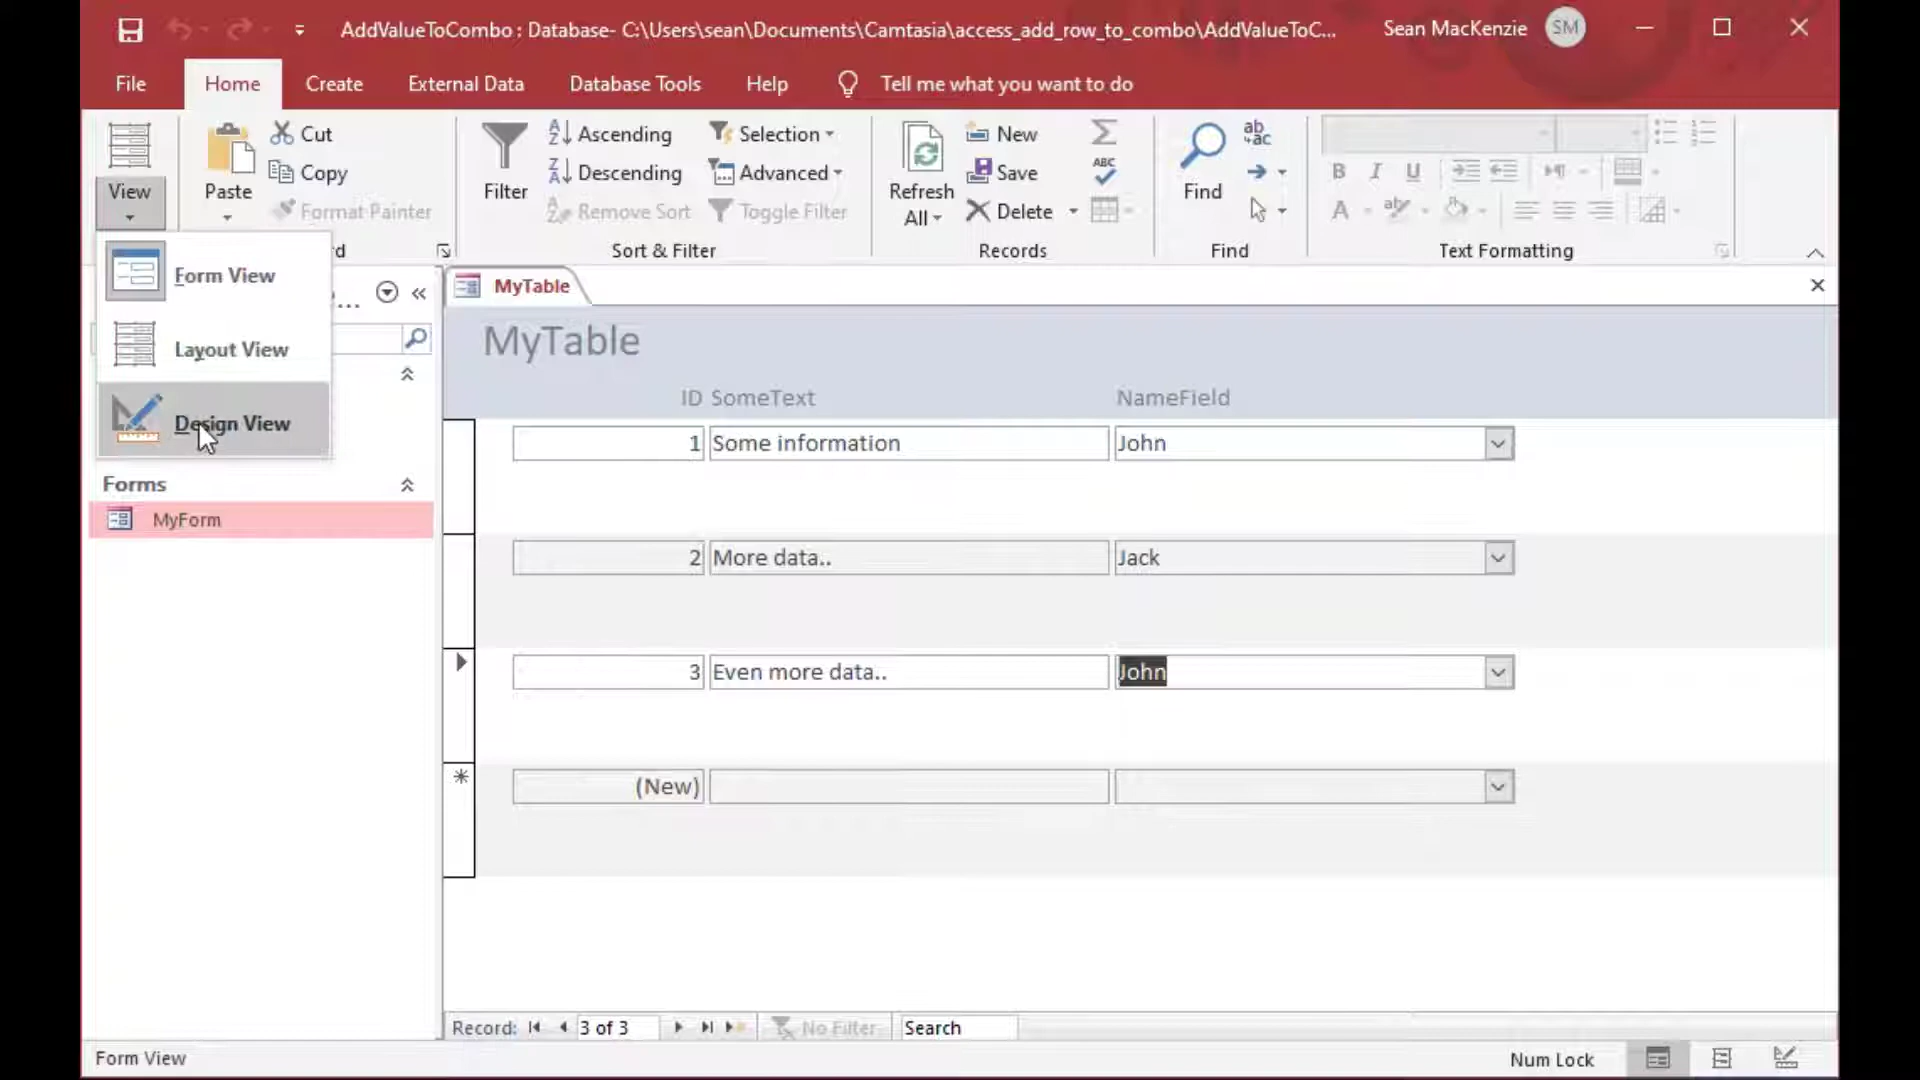 AddValueToCombo : Database- C:\Users\sean\Documents\Camtasia\access_add_row_to_combo\AddValueToC... Sean MacKenzie SM
File Home Create External Data Database Tools Help Tell me what you want to do
View
Paste
Cut
Copy
Format Painter
Filter
Ascending
Descending
Remove Sort
Selection
Advanced
Toggle Filter
Sort & Filter
Refresh
All
New
Save
Delete
Records
Find
Find
B I U
A
Text Formatting
Form View
Layout View
Design View
Forms
MyForm
MyTable
MyTable
ID SomeText NameField
1 Some information John
2 More data.. Jack
3 Even more data.. John
(New)
Record: 3 of 3 No Filter Search
Form View Num Lock